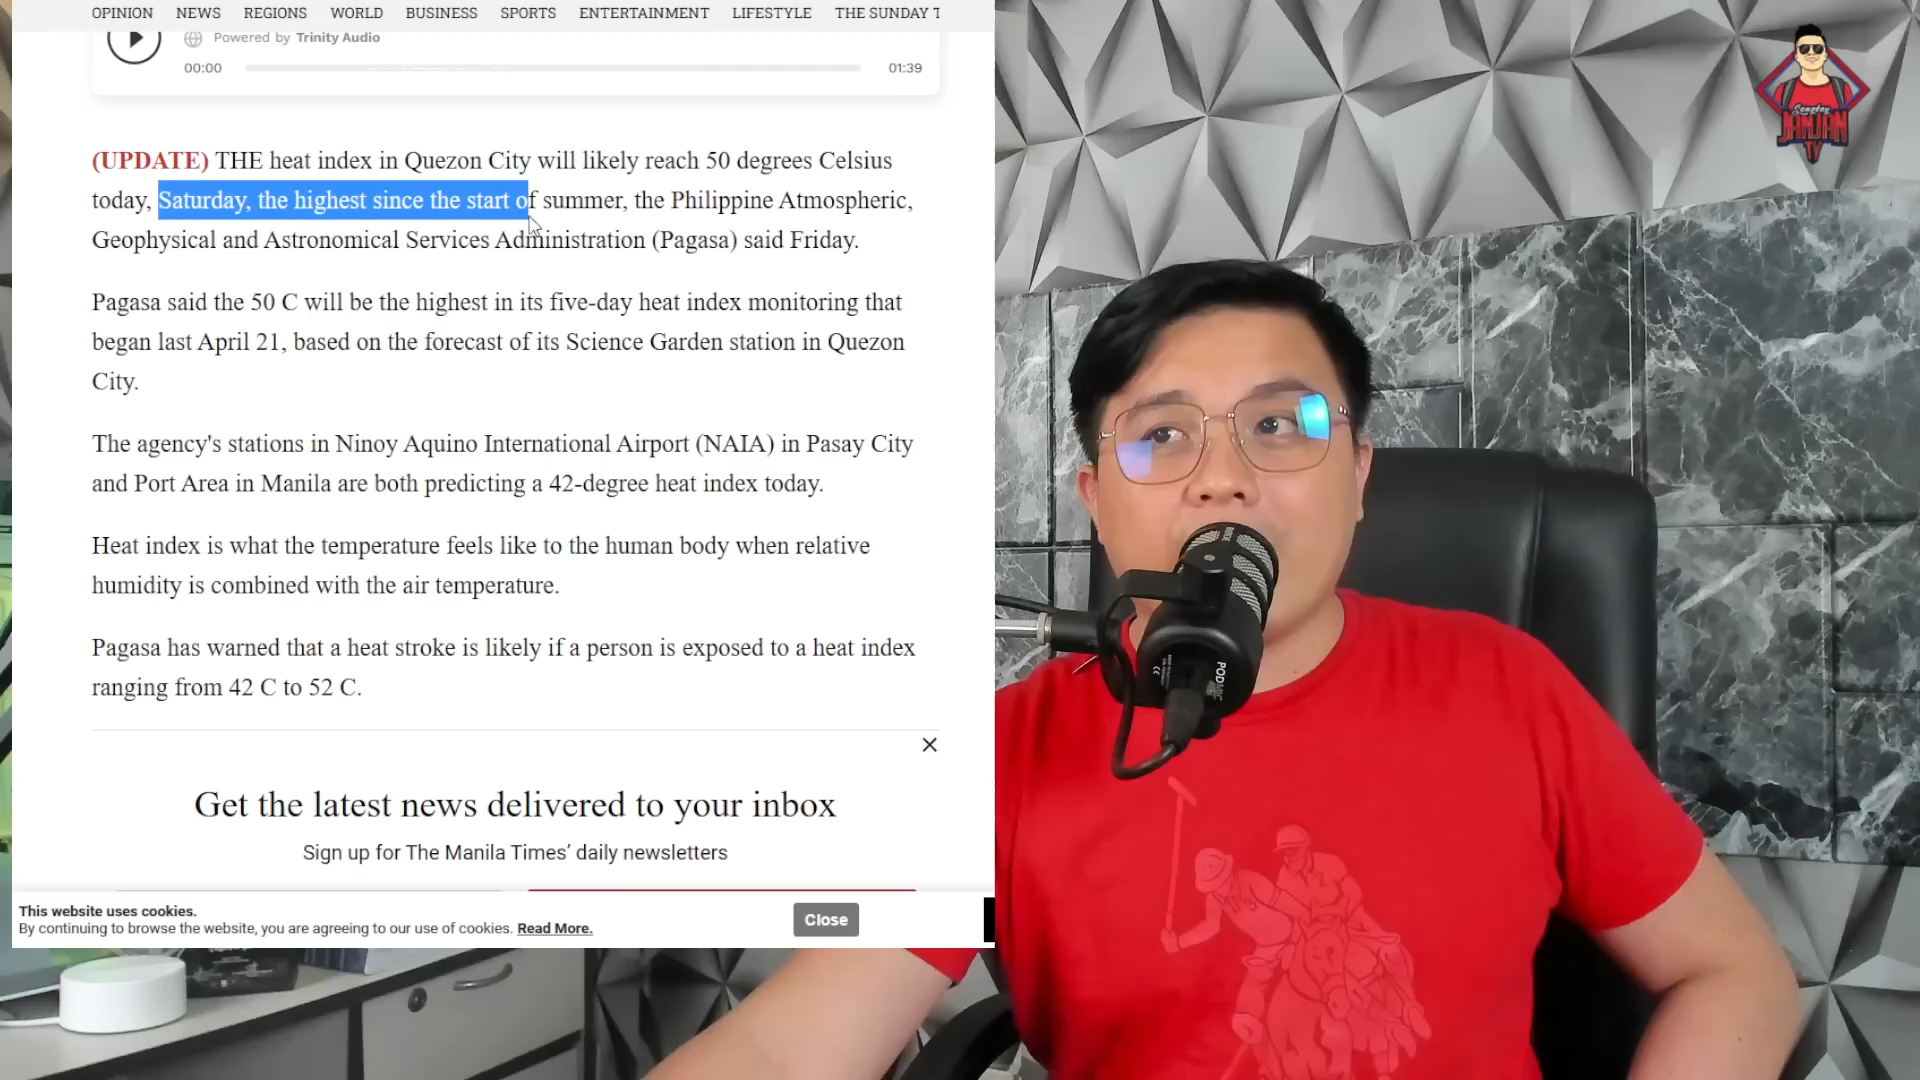 OPINION NEWS REGIONS WORLD BUSINESS SPORTS ENTERTAINMENT LIFESTYLE THE SUNDAY T
Powered by Trinity Audio
00:00 01:39
(UPDATE) THE heat index in Quezon City will likely reach 50 degrees Celsius
today, Saturday, the highest since the start of summer, the Philippine Atmospheric,
Geophysical and Astronomical Services Administration (Pagasa) said Friday.
Pagasa said the 50 C will be the highest in its five-day heat index monitoring that
began last April 21, based on the forecast of its Science Garden station in Quezon
City.
The agency's stations in Ninoy Aquino International Airport (NAIA) in Pasay City
and Port Area in Manila are both predicting a 42-degree heat index today.
Heat index is what the temperature feels like to the human body when relative
humidity is combined with the air temperature.
Pagasa has warned that a heat stroke is likely if a person is exposed to a heat index
ranging from 42 C to 52 C.
Get the latest news delivered to your inbox
Sign up for The Manila Times’ daily newsletters
This website uses cookies.
By continuing to browse the website, you are agreeing to our use of cookies. Read More.
Close
Sangkay
JANJAN
TV
RØDE
PODMIC